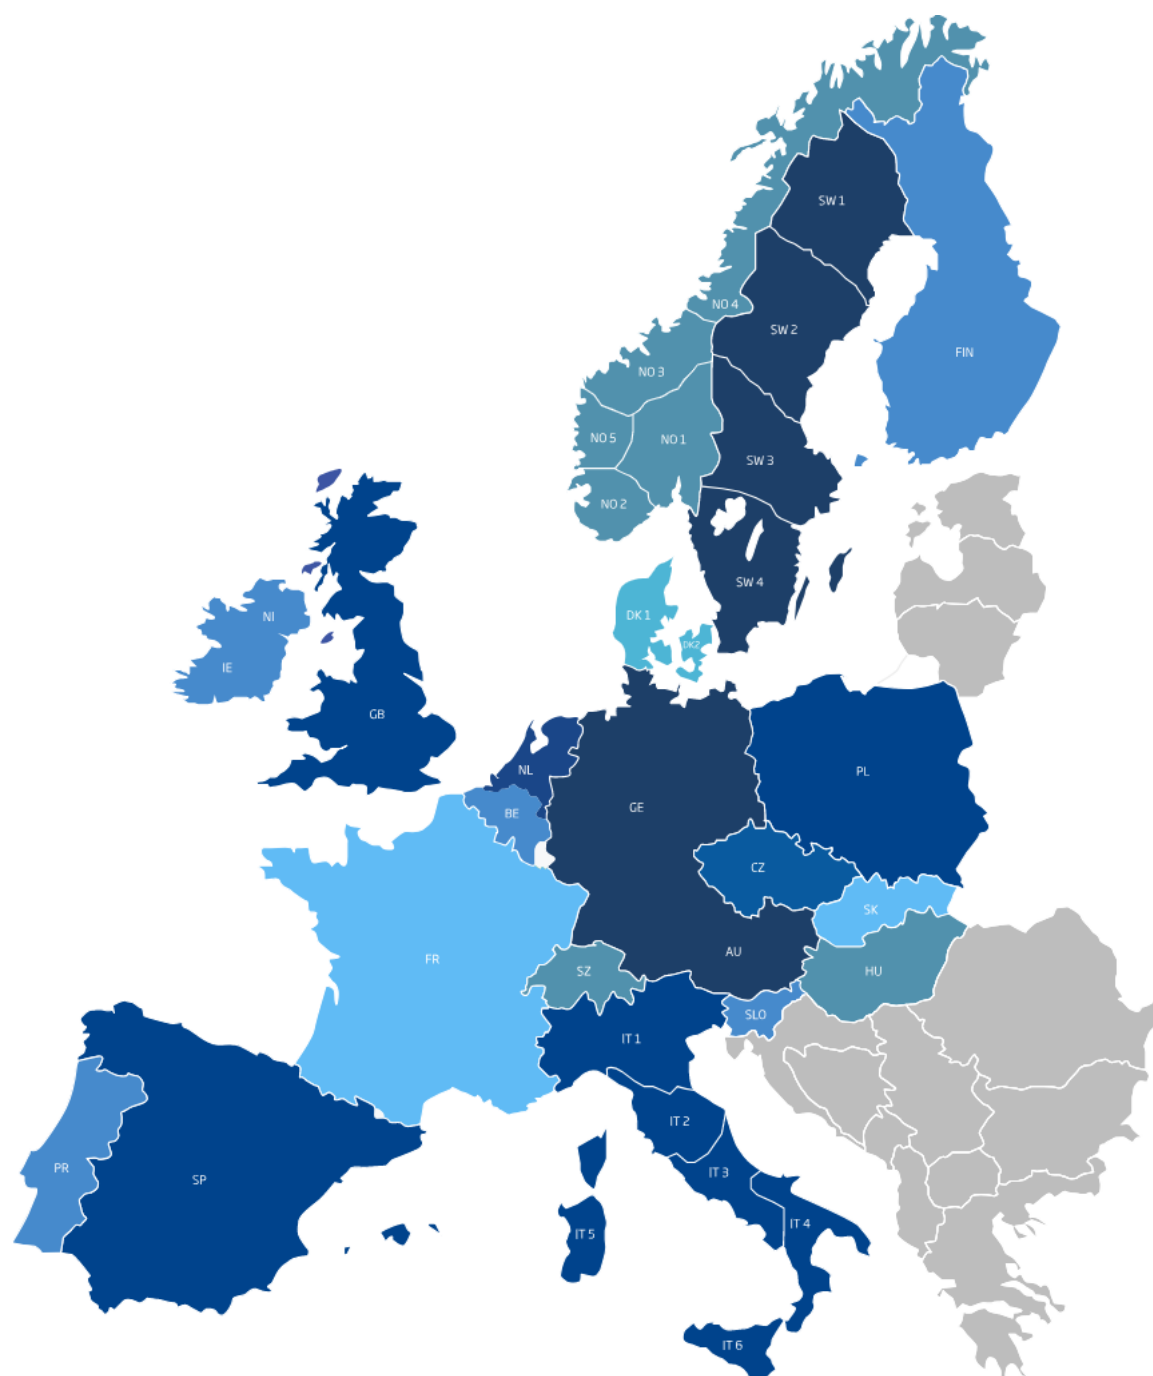 SW 1
NO 4
SW 2
FIN
NO 3
NO 5
NO 1
SW 3
NO 2
SW 4
DK 1
NI
DK2
IE
GB
NL
PL
GE
BE
CZ
SK
AU
FR
SZ
HU
SLO
IT 1
IT 2
PR
IT 3
SP
IT 4
IT 5
IT 6